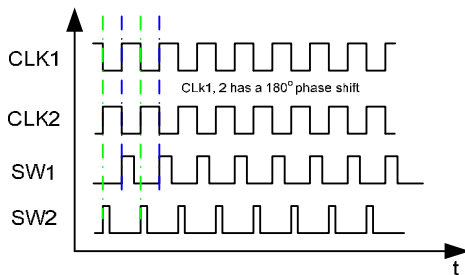 CLK1
CLk1, 2 has a 180° phase shift
CLK2
SW1
SW2
t